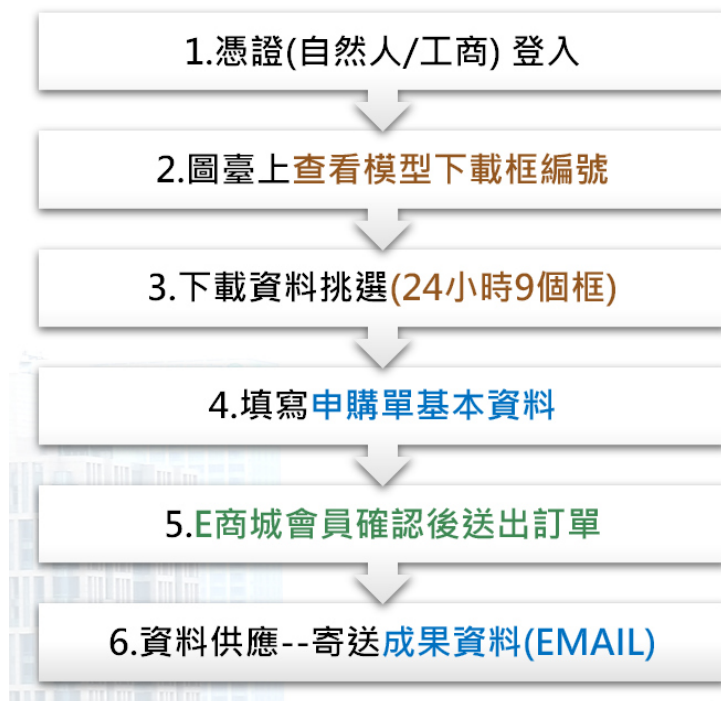 1.憑證(自然人/工商) 登入
2.圖臺上查看模型下載框編號
3.下載資料挑選(24小時9個框)
4.填寫申購單基本資料
5.E商城會員確認後送出訂單
6.資料供應--寄送成果資料(EMAIL)